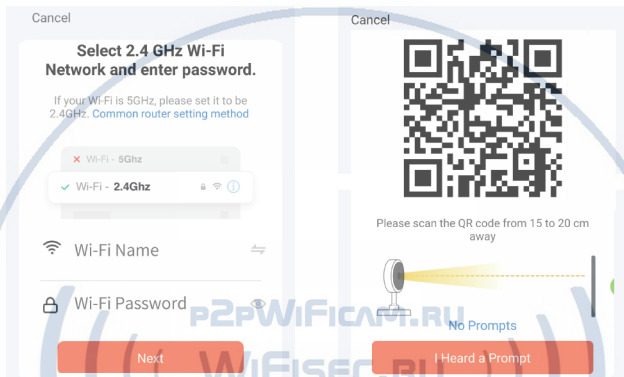 Cancel
Select 2.4 GHz Wi-Fi
Network and enter password.
If your Wi-Fi is 5GHz, please set it to be
2.4GHz. Common router setting method
Wi-Fi - 5Ghz
Wi-Fi - 2.4Ghz
Wi-Fi Name
Wi-Fi Password
Next
Cancel
Please scan the QR code from 15 to 20 cm
away
No Prompts
I Heard a Prompt
P2PWIFICAM.RU
WIFISEC.RU